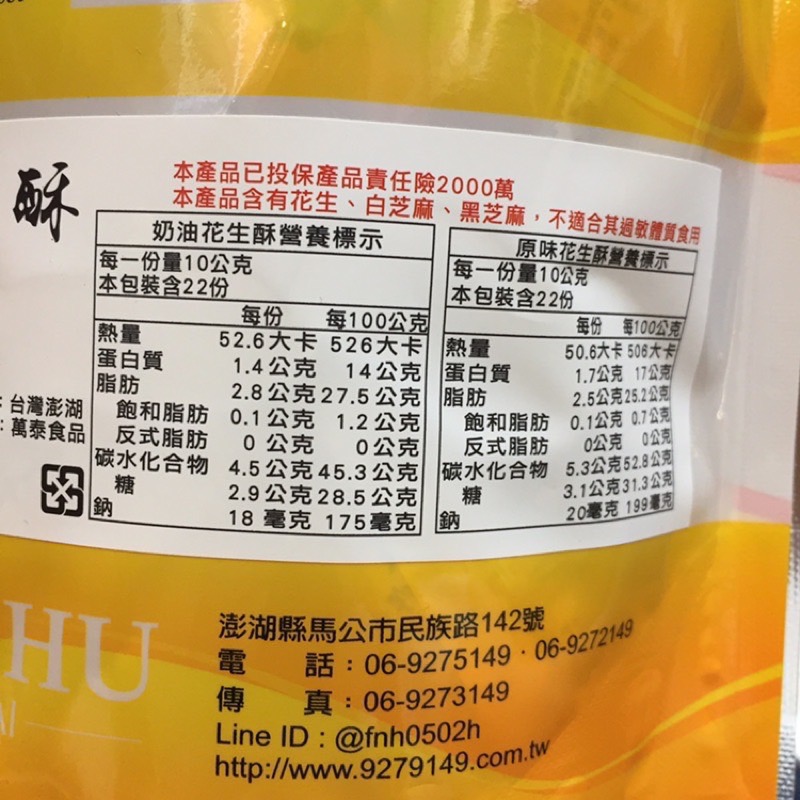 酥
本產品已投保產品責任險2000萬
本產品含有花生、白芝麻、黑芝麻，不適合其過敏體質食用
奶油花生酥營養標示
每一份量10公克
本包裝含22份
每份 每100公克
熱量 52.6大卡 526大卡
蛋白質 1.4公克 14公克
脂肪 2.8公克 27.5公克
飽和脂肪 0.1公克 1.2公克
反式脂肪 0公克 0公克
碳水化合物 4.5公克 45.3公克
糖 2.9公克 28.5公克
鈉 18毫克 175毫克
原味花生酥營養標示
每一份量10公克
本包裝含22份
每份 每100公克
熱量 50.6大卡 506大卡
蛋白質 1.7公克 17公克
脂肪 2.5公克 25.2公克
飽和脂肪 0.1公克 0.7公克
反式脂肪 0公克 0公克
碳水化合物 5.3公克 52.8公克
糖 3.1公克 31.3公克
鈉 20毫克 199毫克
：台灣澎湖
：萬泰食品
HU
AI
澎湖縣馬公市民族路142號
電 話：06-9275149·06-9272149
傳 真：06-9273149
Line ID：@fnh0502h
http://www.9279149.com.tw